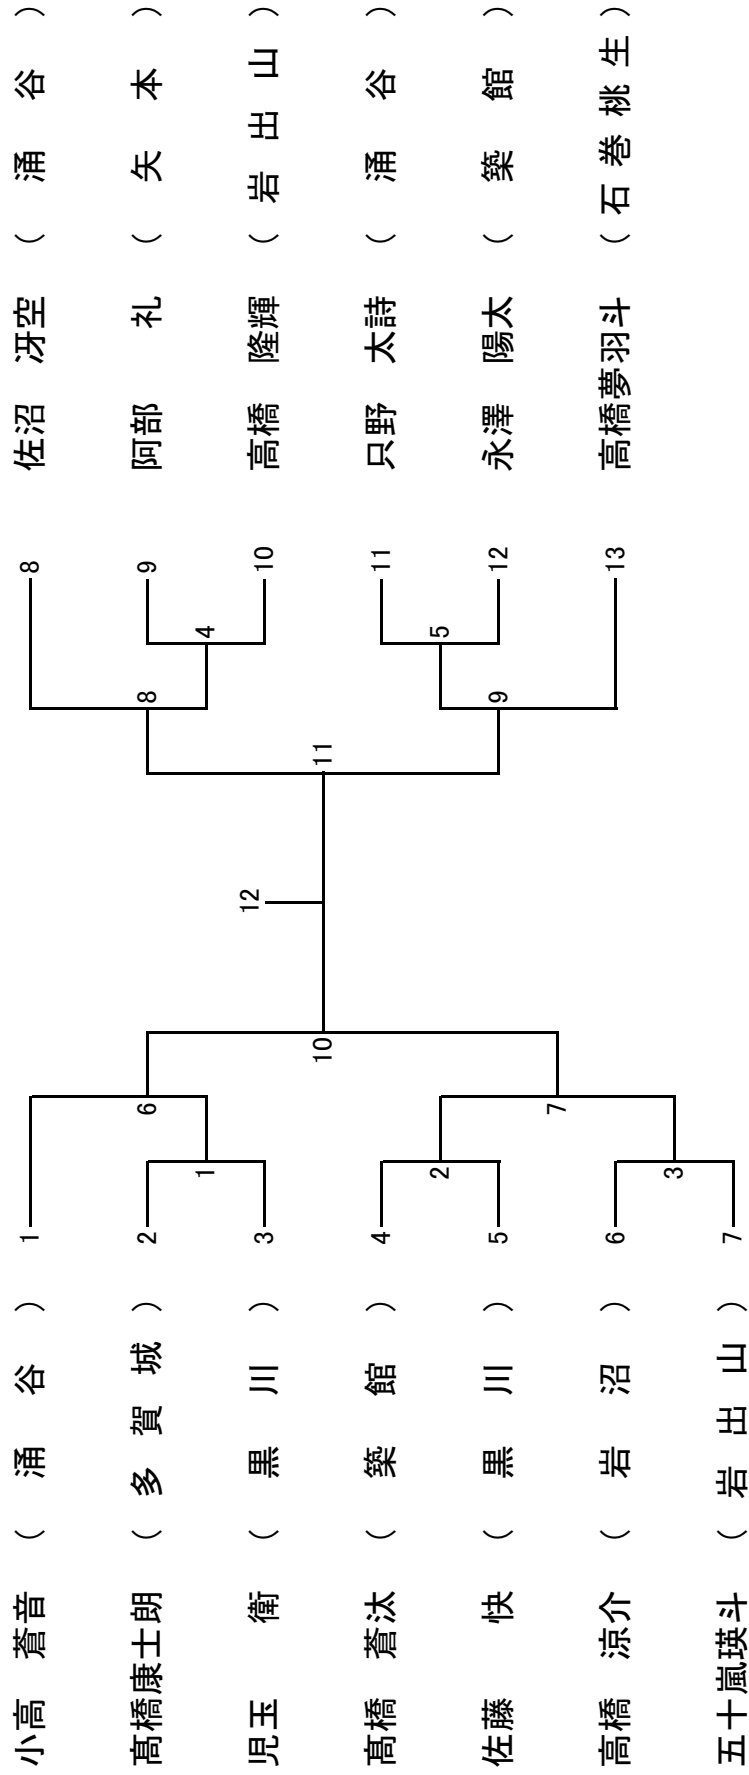 小高 蒼音 （ 涌 谷 ） 1
髙橋康士朗 （ 多 賀 城 ） 2
児玉 衛 （ 黒 川 ） 3
髙橋 蒼汰 （ 築 館 ） 4
佐藤 快 （ 黒 川 ） 5
高橋 涼介 （ 岩 沼 ） 6
五十嵐瑛斗 （ 岩 出 山 ） 7
1
2
3
6
7
10
12
11
8
9
4
5
8 佐沼 冴空 （ 涌 谷 ）
9 阿部 礼 （ 矢 本 ）
10 高橋 隆輝 （ 岩 出 山 ）
11 只野 太詩 （ 涌 谷 ）
12 永澤 陽太 （ 築 館 ）
13 高橋夢羽斗 （ 石 巻 桃 生 ）